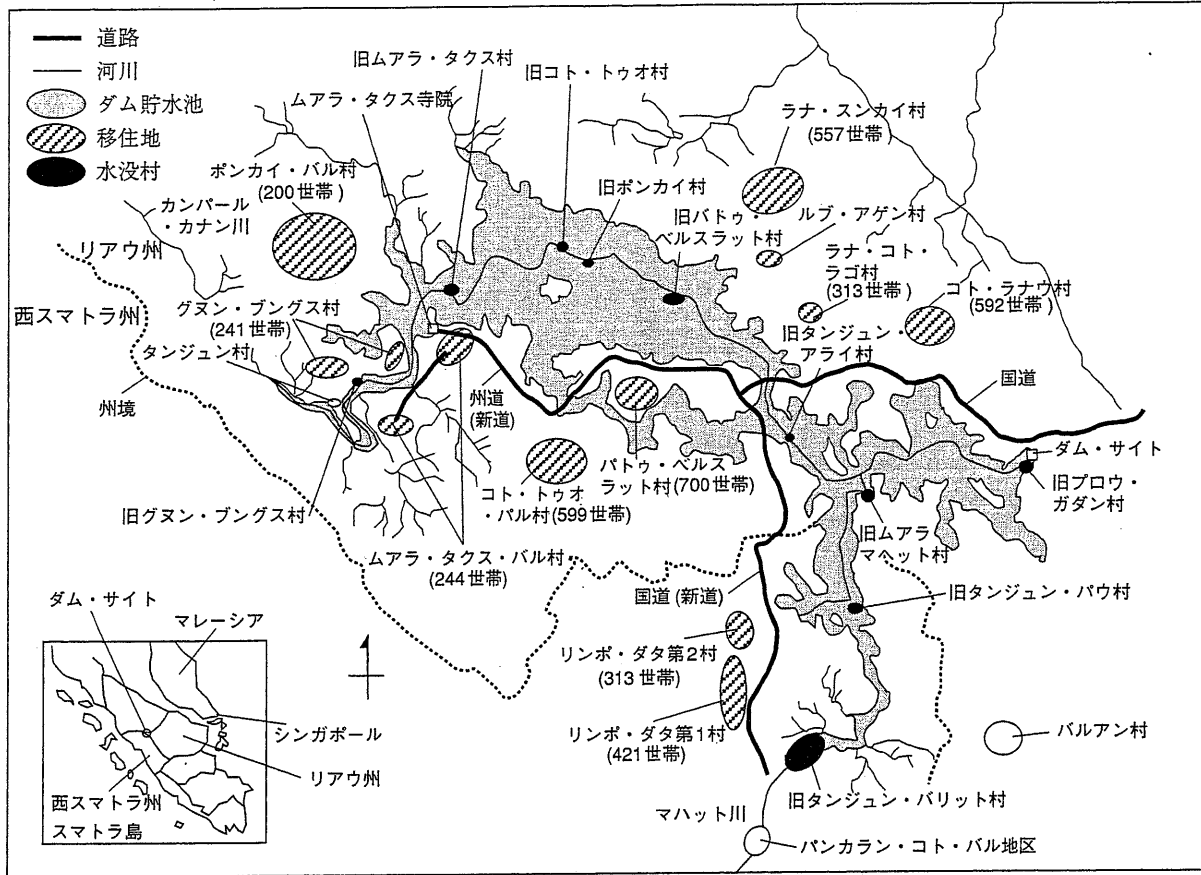 道路
河川
ダム貯水池
移住地
水没村
旧ムアラ・タクス村
ムアラ・タクス寺院
旧コト・トゥオ村
ラナ・スンカイ村
(557世帯)
ポンカイ・バル村
(200世帯)
旧ポンカイ村
旧バトゥ・
ベルスラット村
ルブ・アゲン村
カンパール
・カナン川
リアウ州
ラナ・コト・
ラゴ村
(313世帯)
コト・ラナウ村
(592世帯)
西スマトラ州
グヌン・ブングス村
(241世帯)
タンジュン村
旧タンジュン・
アライ村
州境
州道
(新道)
国道
ダム・サイト
パトゥ・ベルス
ラット村(700世帯)
コト・トゥオ
・バル村(599世帯)
旧プロウ・
ガダン村
旧グヌン・ブングス村
旧ムアラ
マヘット村
ムアラ・タクス・バル村
(244世帯)
国道(新道)
旧タンジュン・パウ村
ダム・サイト
マレーシア
リンポ・ダタ第2村
(313世帯)
シンガポール
リンポ・ダタ第1村
(421世帯)
バルアン村
リアウ州
西スマトラ州
スマトラ島
旧タンジュン・バリット村
マハット川
パンカラン・コト・バル地区